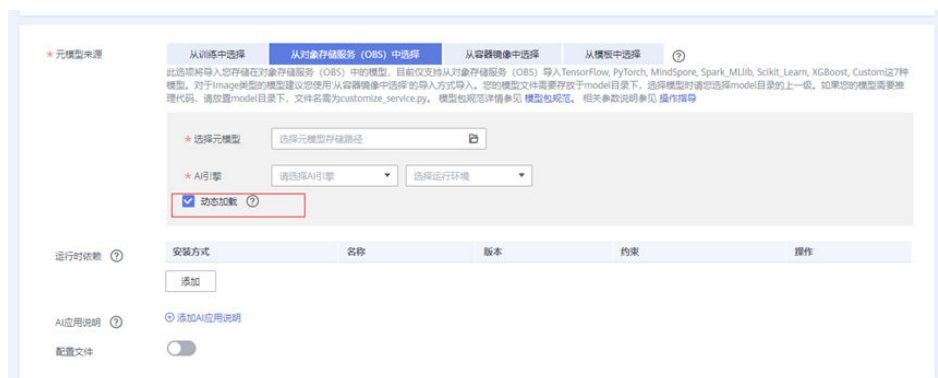 * 元模型来源
从训练中选择 从对象存储服务（OBS）中选择 从容器镜像中选择 从模板中选择 ?
此选项将导入您存储在对象存储服务（OBS）中的模型，目前仅支持从对象存储服务（OBS）导入TensorFlow, PyTorch, MindSpore, Spark_MLlib, Scikit_Learn, XGBoost, Custom这7种
模型。对于Image类型的模型建议您使用'从容器镜像中选择'的导入方式导入。您的模型文件需要存放于model目录下，选择模型时请您选择model目录的上一级。如果您的模型需要推
理代码，请放置model目录下，文件名需为customize_service.py。 模型包规范详情参见 模型包规范。 相关参数说明参见 操作指导
* 选择元模型 选择元模型存储路径
* AI引擎 请选择AI引擎 选择运行环境
动态加载 ?
运行时依赖 ? 安装方式 名称 版本 约束 操作
添加
AI应用说明 ? 添加AI应用说明
配置文件